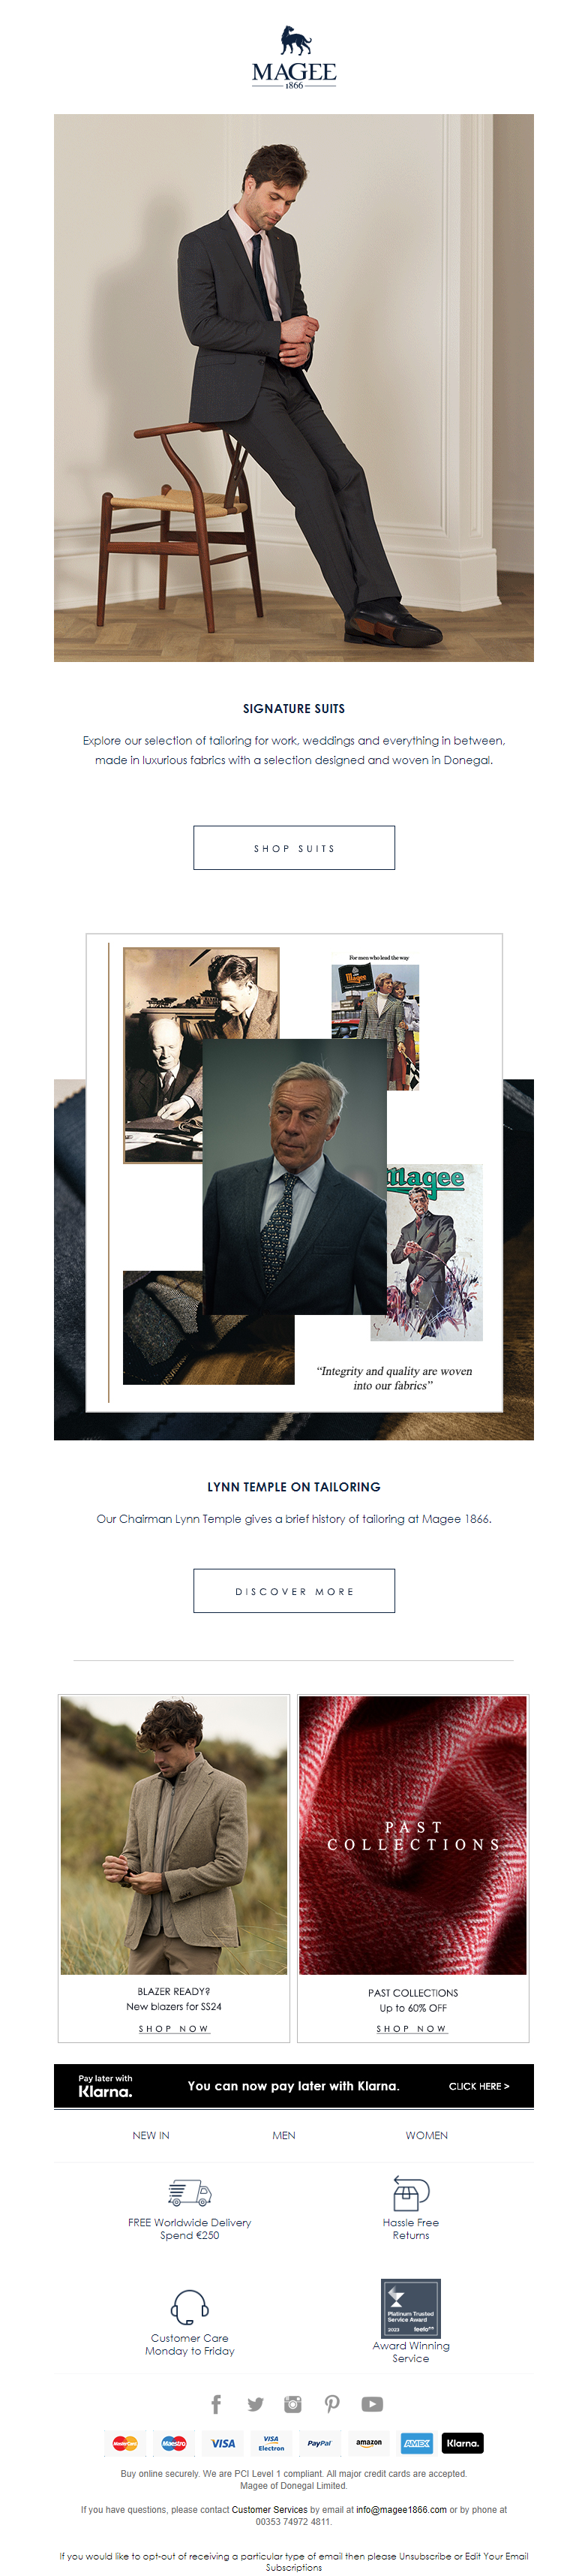 MAGEE
1866
SIGNATURE SUITS
Explore our selection of tailoring for work, weddings and everything in between,
made in luxurious fabrics with a selection designed and woven in Donegal.
SHOP SUITS
For men who lead the way
Magee
Magee
“Integrity and quality are woven
into our fabrics”
LYNN TEMPLE ON TAILORING
Our Chairman Lynn Temple gives a brief history of tailoring at Magee 1866.
DISCOVER MORE
PAST
COLLECTIONS
BLAZER READY?
New blazers for SS24
SHOP NOW
PAST COLLECTIONS
Up to 60% OFF
SHOP NOW
Pay later with
Klarna.
You can now pay later with Klarna.
CLICK HERE >
NEW IN
MEN
WOMEN
FREE Worldwide Delivery
Spend €250
Hassle Free
Returns
Customer Care
Monday to Friday
Platinum Trusted
Service Award
2023 feefo
Award Winning
Service
MasterCard
Maestro
VISA
VISA
Electron
PayPal
amazon
AMEX
Klarna.
Buy online securely. We are PCI Level 1 compliant. All major credit cards are accepted.
Magee of Donegal Limited.
If you have questions, please contact Customer Services by email at info@magee1866.com or by phone at
00353 74972 4811.
If you would like to opt-out of receiving a particular type of email then please Unsubscribe or Edit Your Email
Subscriptions